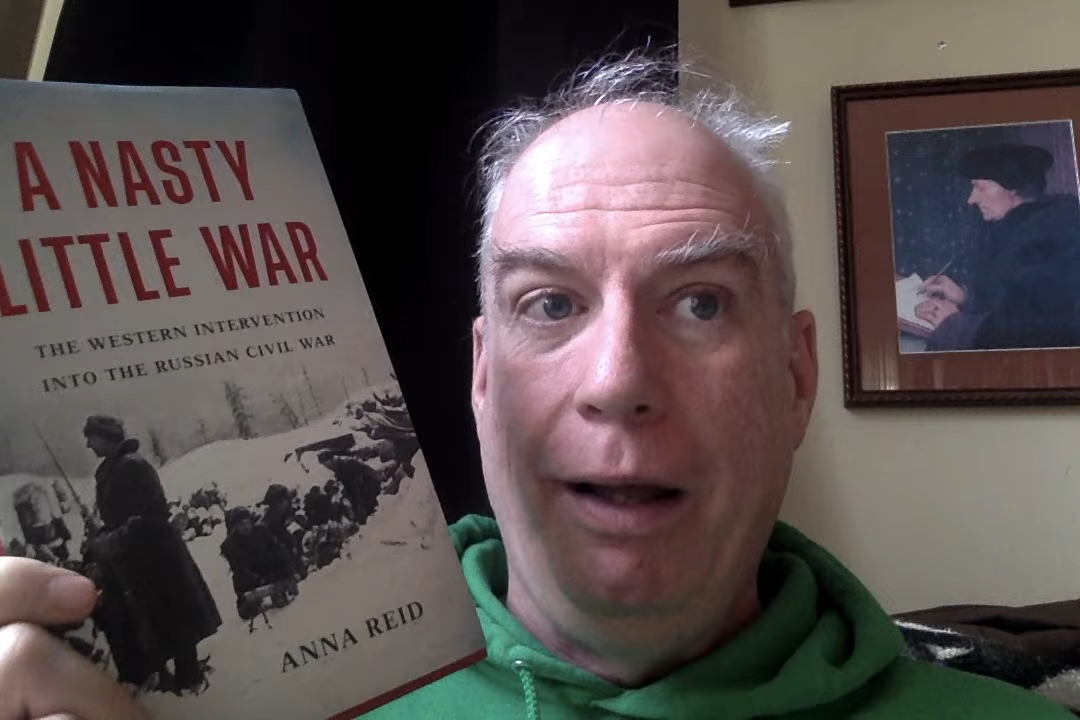 A NASTY
LITTLE WAR
THE WESTERN INTERVENTION
INTO THE RUSSIAN CIVIL WAR
ANNA REID